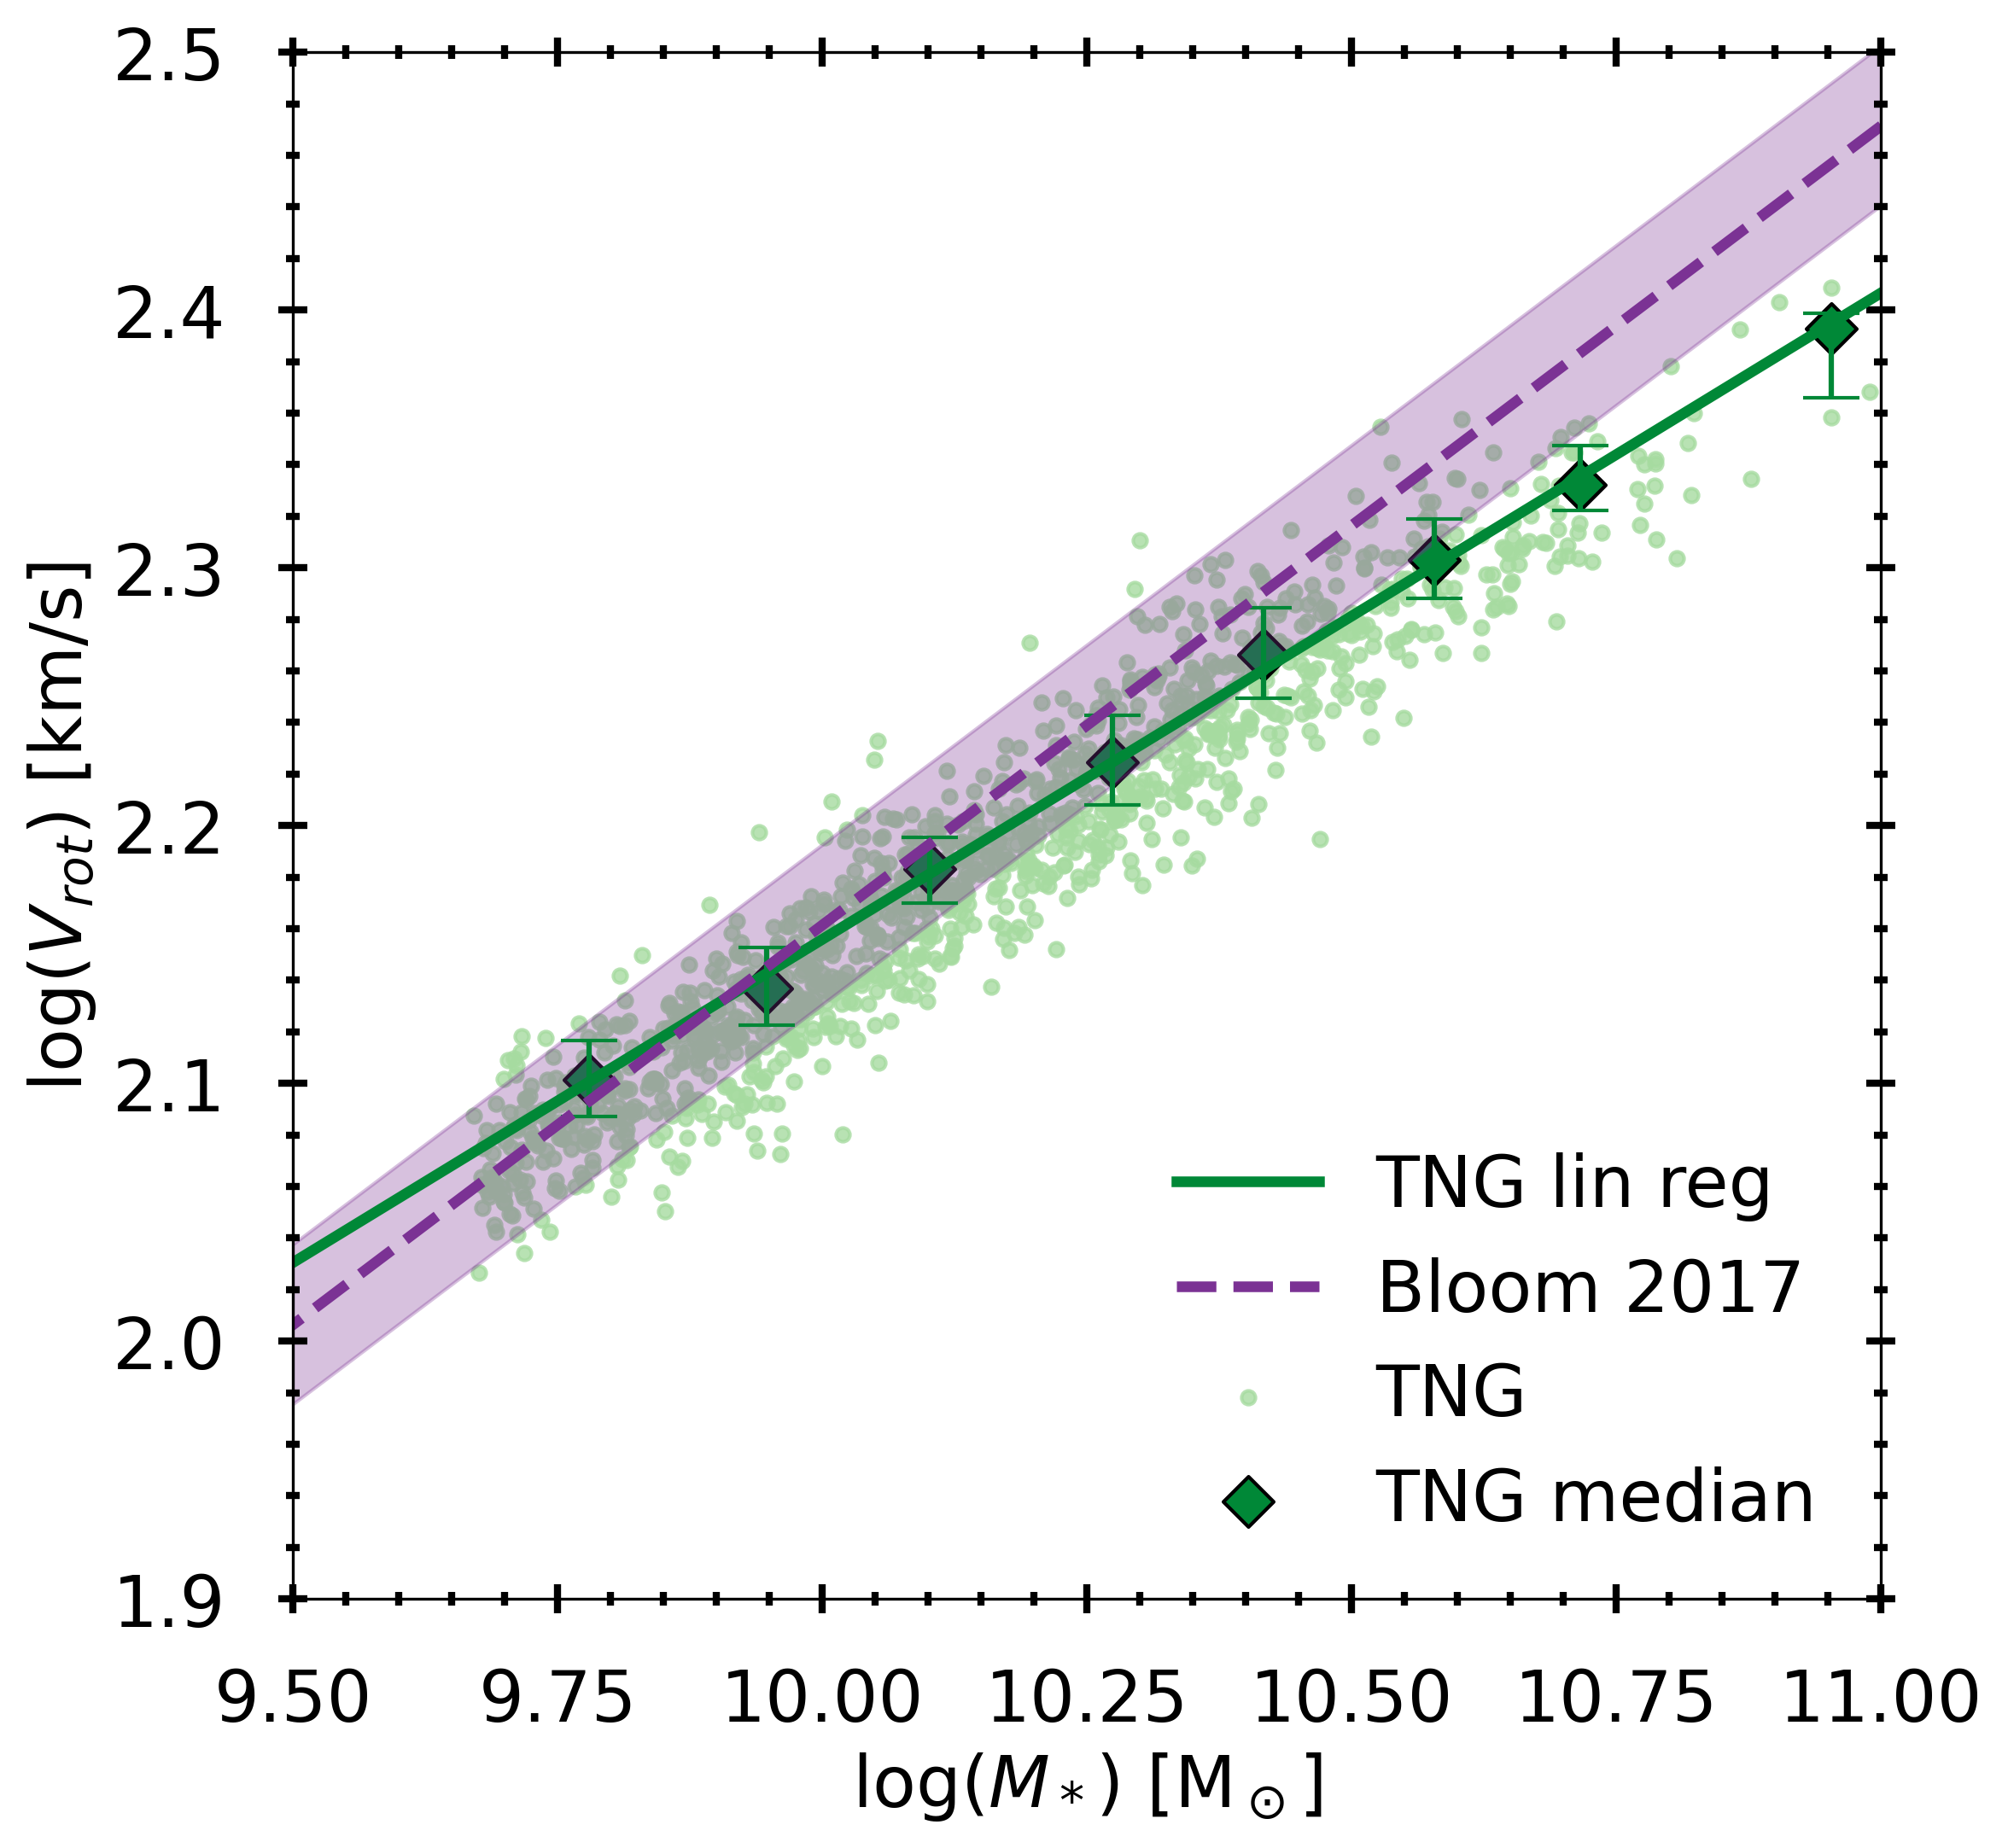 2.5
2.4
2.3
2.2
2.1
2.0
1.9
log(V_rot) [km/s]
TNG lin reg
Bloom 2017
TNG
TNG median
9.50 9.75 10.00 10.25 10.50 10.75 11.00
log(M_*) [M_⊙]